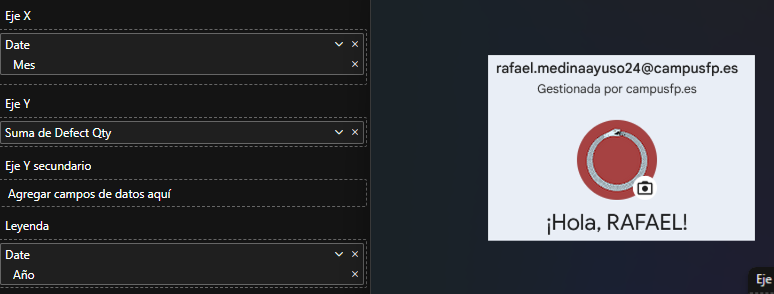 Eje X
Date
Mes
Eje Y
Suma de Defect Qty
Eje Y secundario
Agregar campos de datos aquí
Leyenda
Date
Año
rafael.medinaayuso24@campusfp.es
Gestionada por campusfp.es
¡Hola, RAFAEL!
Eje